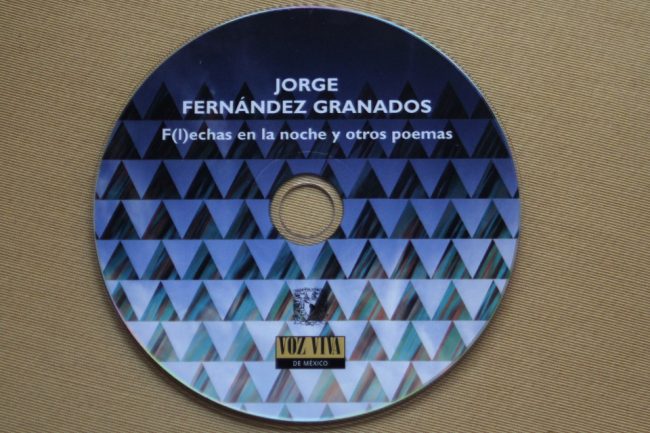 JORGE
FERNÁNDEZ GRANADOS
F(l)echas en la noche y otros poemas
VOZ VIVA
DE MÉXICO